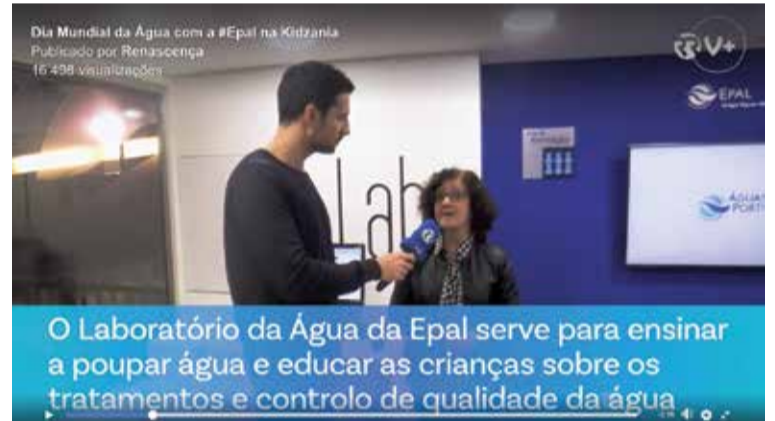 Dia Mundial da Água com a #Epal na Kidzania
Publicado por Renascença
16 498 visualizações
V+
EPAL
Lab
ÁGUAS
O Laboratório da Água da Epal serve para ensinar
a poupar água e educar as crianças sobre os
tratamentos e controlo de qualidade da água